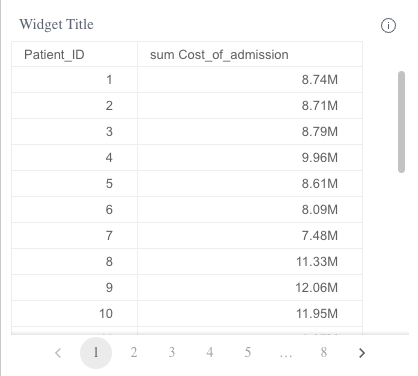 Widget Title
Patient_ID sum Cost_of_admission
1 8.74M
2 8.71M
3 8.79M
4 9.96M
5 8.61M
6 8.09M
7 7.48M
8 11.33M
9 12.06M
10 11.95M
< 1 2 3 4 5 ... 8 >